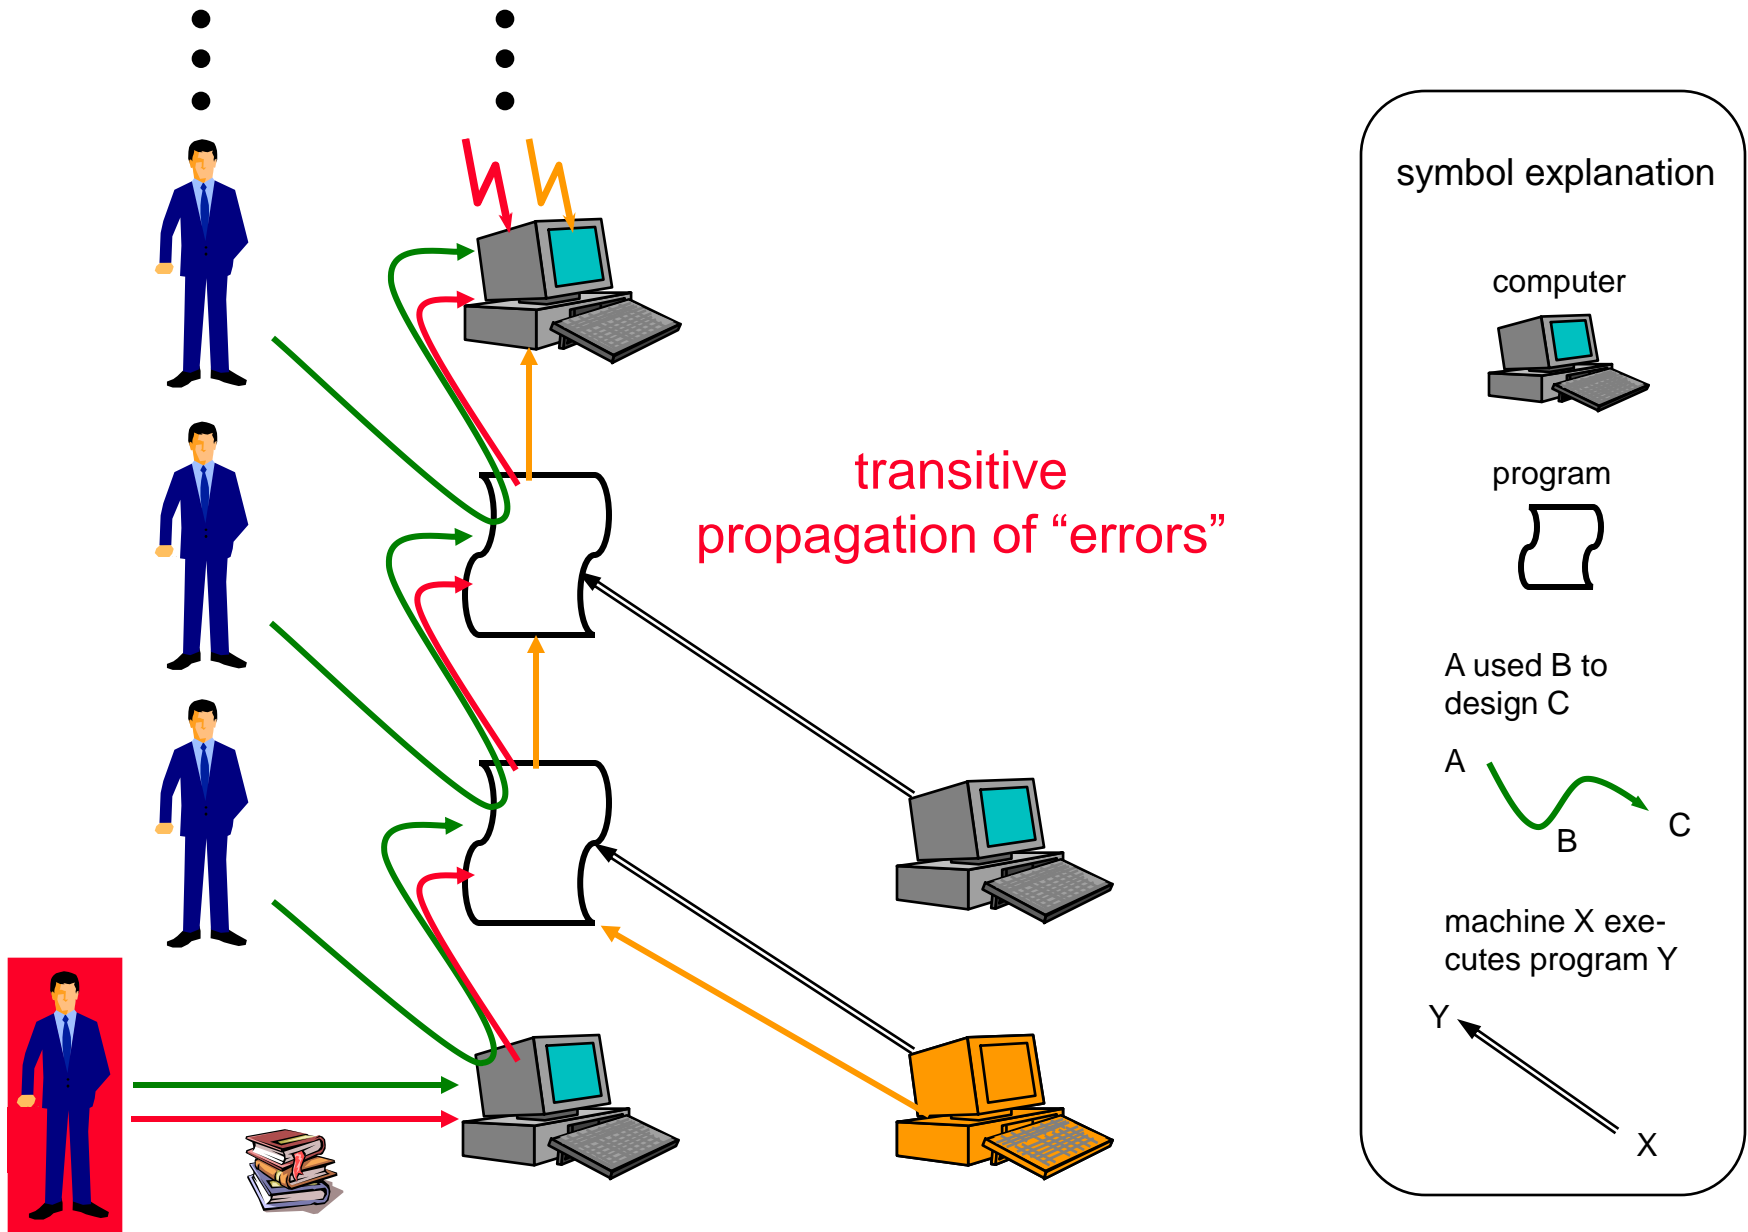 transitive
propagation of “errors”
symbol explanation
computer
program
A used B to
design C
A
B
C
machine X exe-
cutes program Y
Y
X